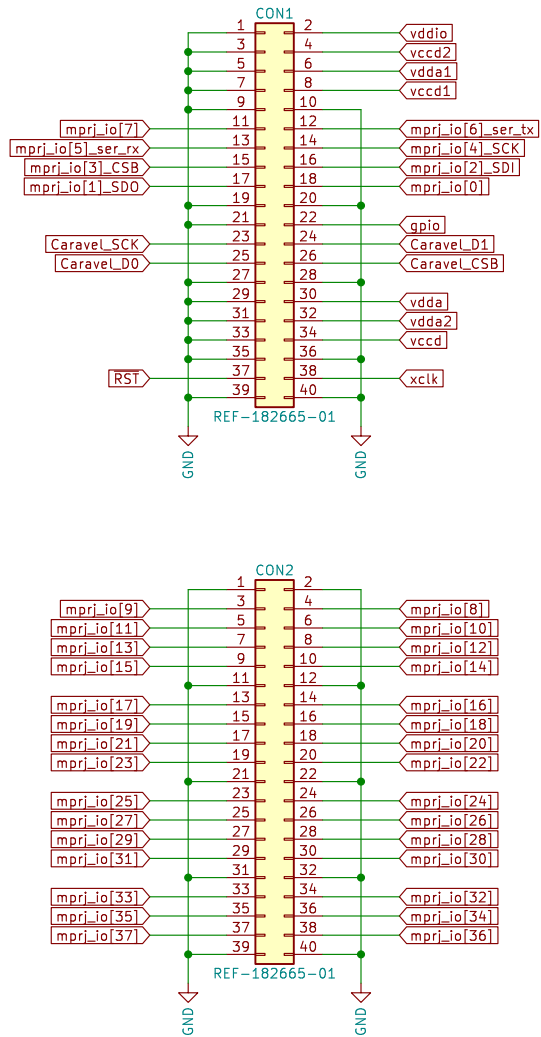 CON1
1 2 vddio
3 4 vccd2
5 6 vdda1
7 8 vccd1
9 10
mprj_io[7] 11 12 mprj_io[6]_ser_tx
mprj_io[5]_ser_rx 13 14 mprj_io[4]_SCK
mprj_io[3]_CSB 15 16 mprj_io[2]_SDI
mprj_io[1]_SDO 17 18 mprj_io[0]
19 20
21 22 gpio
Caravel_SCK 23 24 Caravel_D1
Caravel_D0 25 26 Caravel_CSB
27 28
29 30 vdda
31 32 vdda2
33 34 vccd
35 36
RST 37 38 xclk
39 40
REF-182665-01
GND GND
CON2
1 2
mprj_io[9] 3 4 mprj_io[8]
mprj_io[11] 5 6 mprj_io[10]
mprj_io[13] 7 8 mprj_io[12]
mprj_io[15] 9 10 mprj_io[14]
11 12
mprj_io[17] 13 14 mprj_io[16]
mprj_io[19] 15 16 mprj_io[18]
mprj_io[21] 17 18 mprj_io[20]
mprj_io[23] 19 20 mprj_io[22]
21 22
mprj_io[25] 23 24 mprj_io[24]
mprj_io[27] 25 26 mprj_io[26]
mprj_io[29] 27 28 mprj_io[28]
mprj_io[31] 29 30 mprj_io[30]
31 32
mprj_io[33] 33 34 mprj_io[32]
mprj_io[35] 35 36 mprj_io[34]
mprj_io[37] 37 38 mprj_io[36]
39 40
REF-182665-01
GND GND